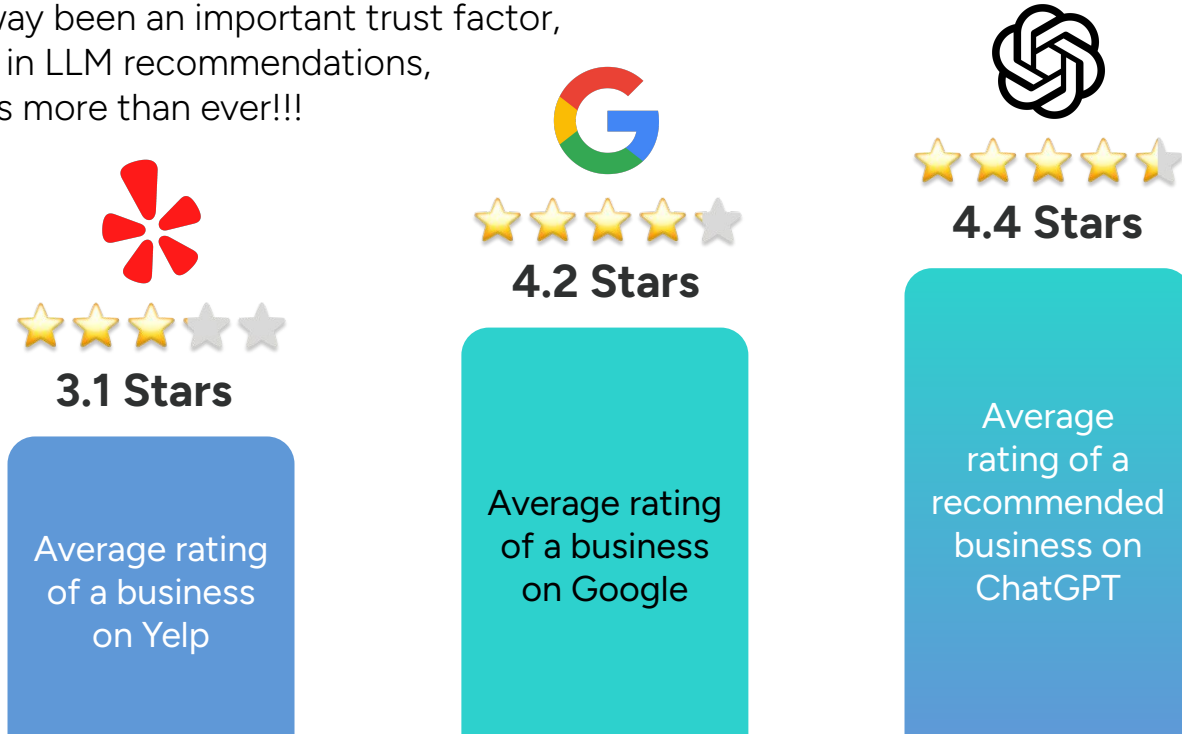 way been an important trust factor,
in LLM recommendations,
s more than ever!!!
3.1 Stars
Average rating
of a business
on Yelp
4.2 Stars
Average rating
of a business
on Google
4.4 Stars
Average
rating of a
recommended
business on
ChatGPT